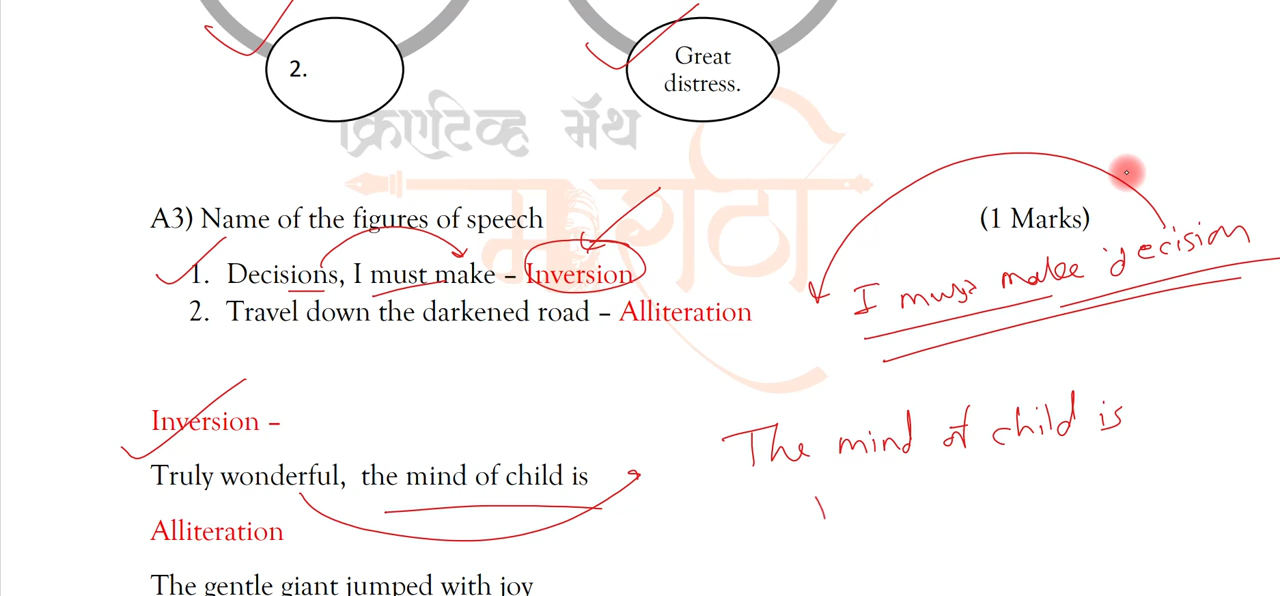 2.
Great
distress.
क्रिएटिव्ह मॅथ
मराठी
A3) Name of the figures of speech (1 Marks)
1. Decisions, I must make – Inversion
I must make decision
2. Travel down the darkened road – Alliteration
Inversion –
The mind of child is
Truly wonderful, the mind of child is
Alliteration
The gentle giant jumped with joy